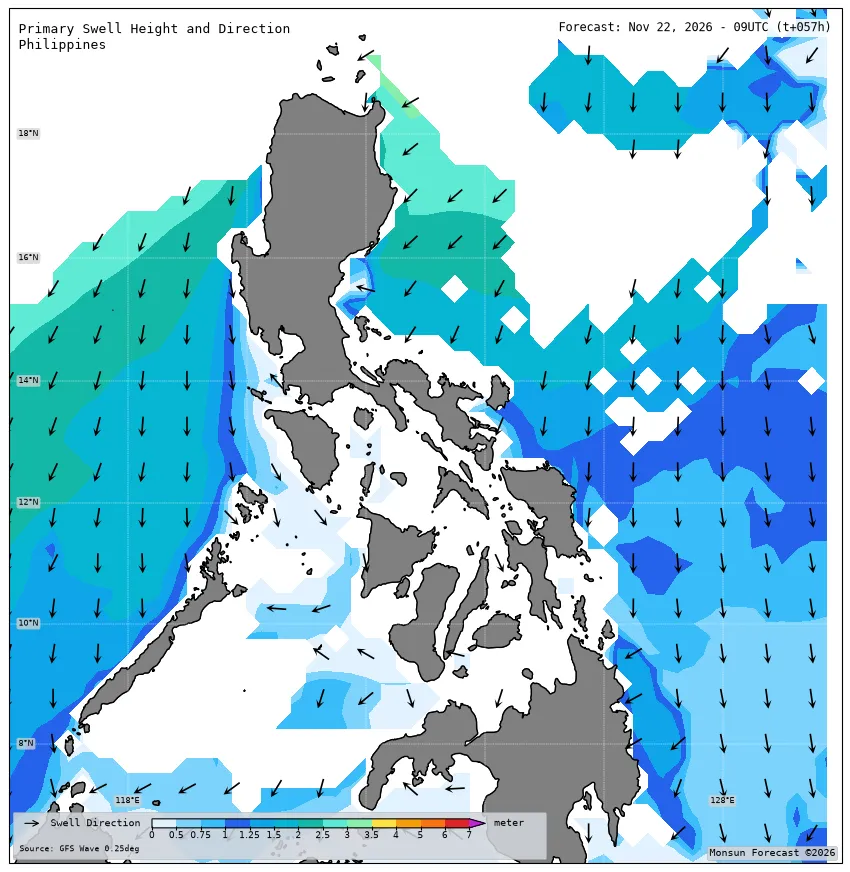 Primary Swell Height and Direction
Philippines
Forecast: Nov 22, 2026 - 09UTC (t+057h)
18°N
16°N
14°N
12°N
10°N
8°N
118°E
128°E
Swell Direction
0 0.5 0.75 1 1.25 1.5 2 2.5 3 3.5 4 5 6 7
meter
Source: GFS Wave 0.25deg
Monsun Forecast ©2026